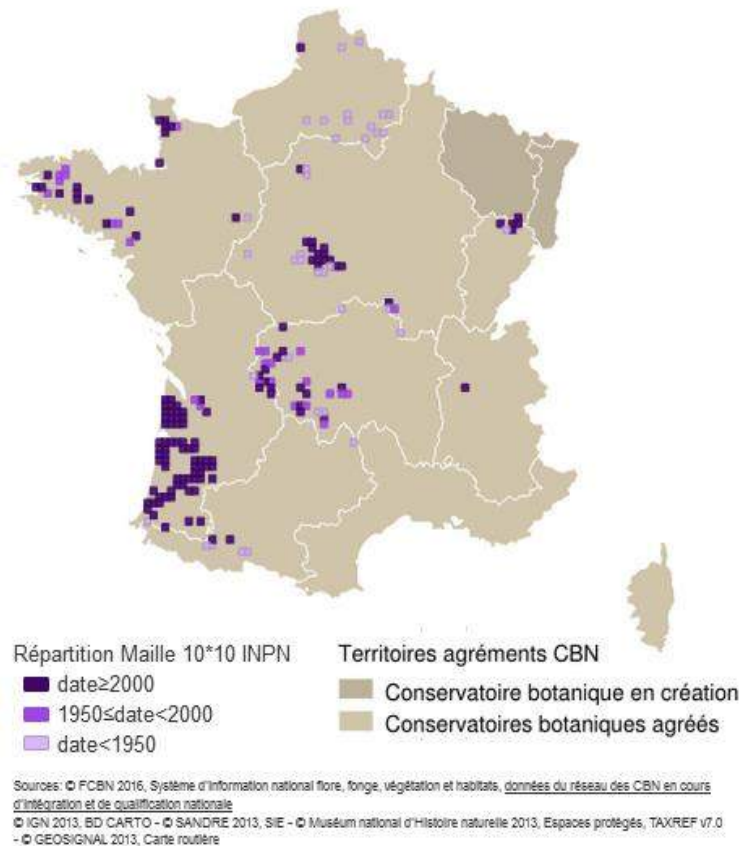 Répartition Maille 10*10 INPN
date≥2000
1950≤date<2000
date<1950
Territoires agréments CBN
Conservatoire botanique en création
Conservatoires botaniques agréés
Sources: © FCBN 2016, Système d'information national flore, fonge, végétation et habitats, données du réseau des CBN en cours
d'intégration et de qualification nationale
© IGN 2013, BD CARTO - © SANDRE 2013, SIE - © Muséum national d'Histoire naturelle 2013, Espaces protégés, TAXREF v7.0
- © GEOSIGNAL 2013, Carte routière